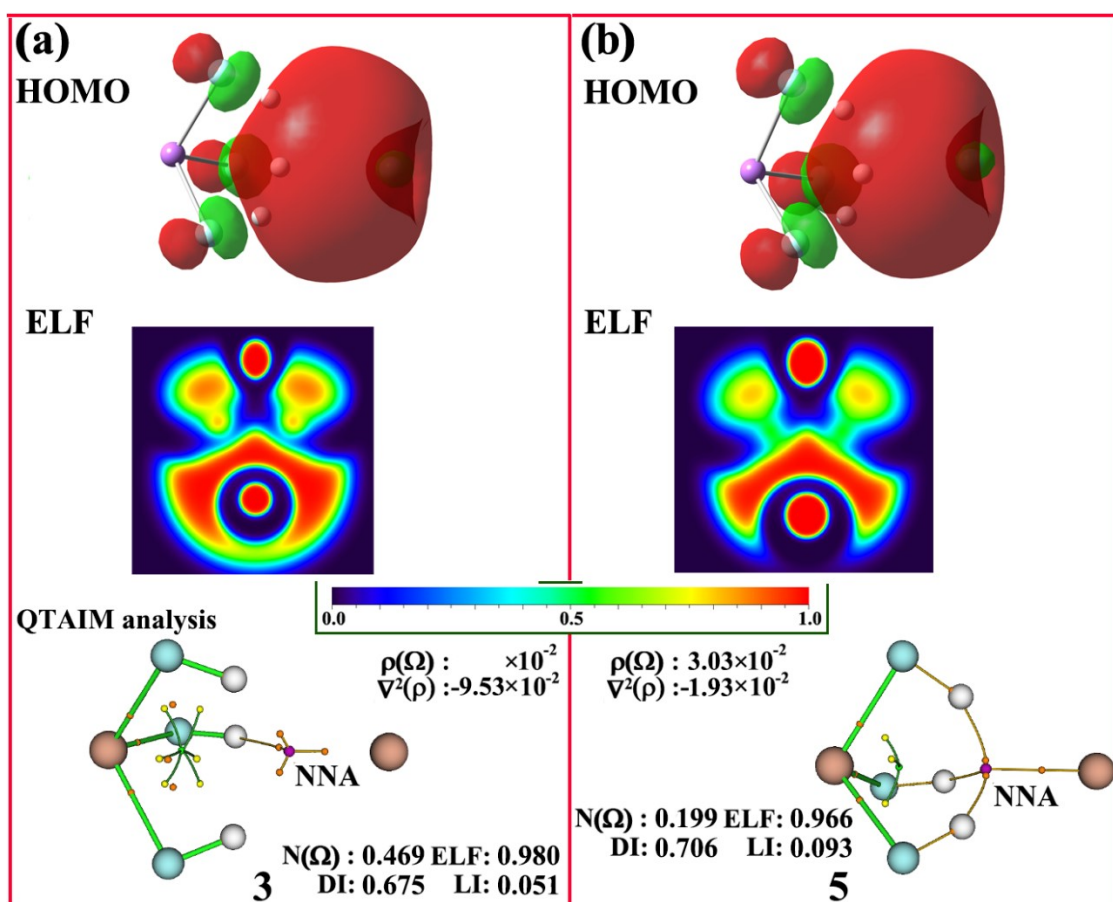 (a)
HOMO
ELF
QTAIM analysis
ρ(Ω) : ×10⁻²
∇²(ρ) :-9.53×10⁻²
NNA
N(Ω) : 0.469 ELF: 0.980
DI: 0.675 LI: 0.051
3
(b)
HOMO
ELF
0.0 0.5 1.0
ρ(Ω) : 3.03×10⁻²
∇²(ρ) :-1.93×10⁻²
NNA
N(Ω) : 0.199 ELF: 0.966
DI: 0.706 LI: 0.093
5